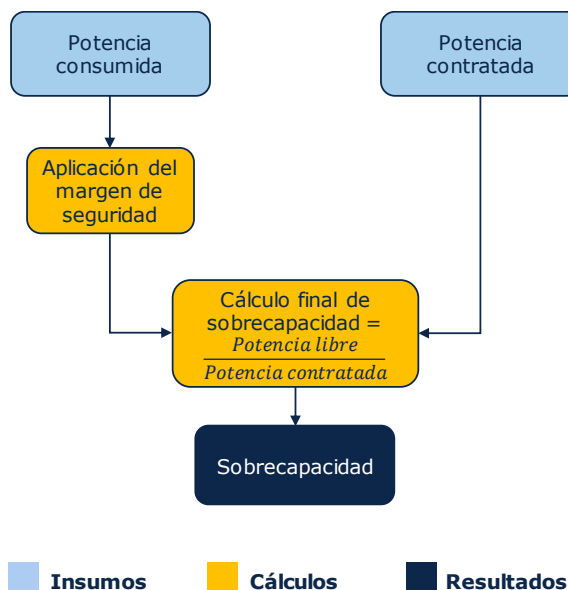 Potencia
consumida
Potencia
contratada
Aplicación del
margen de
seguridad
Cálculo final de
sobrecapacidad =
Potencia libre
Potencia contratada
Sobrecapacidad
Insumos
Cálculos
Resultados